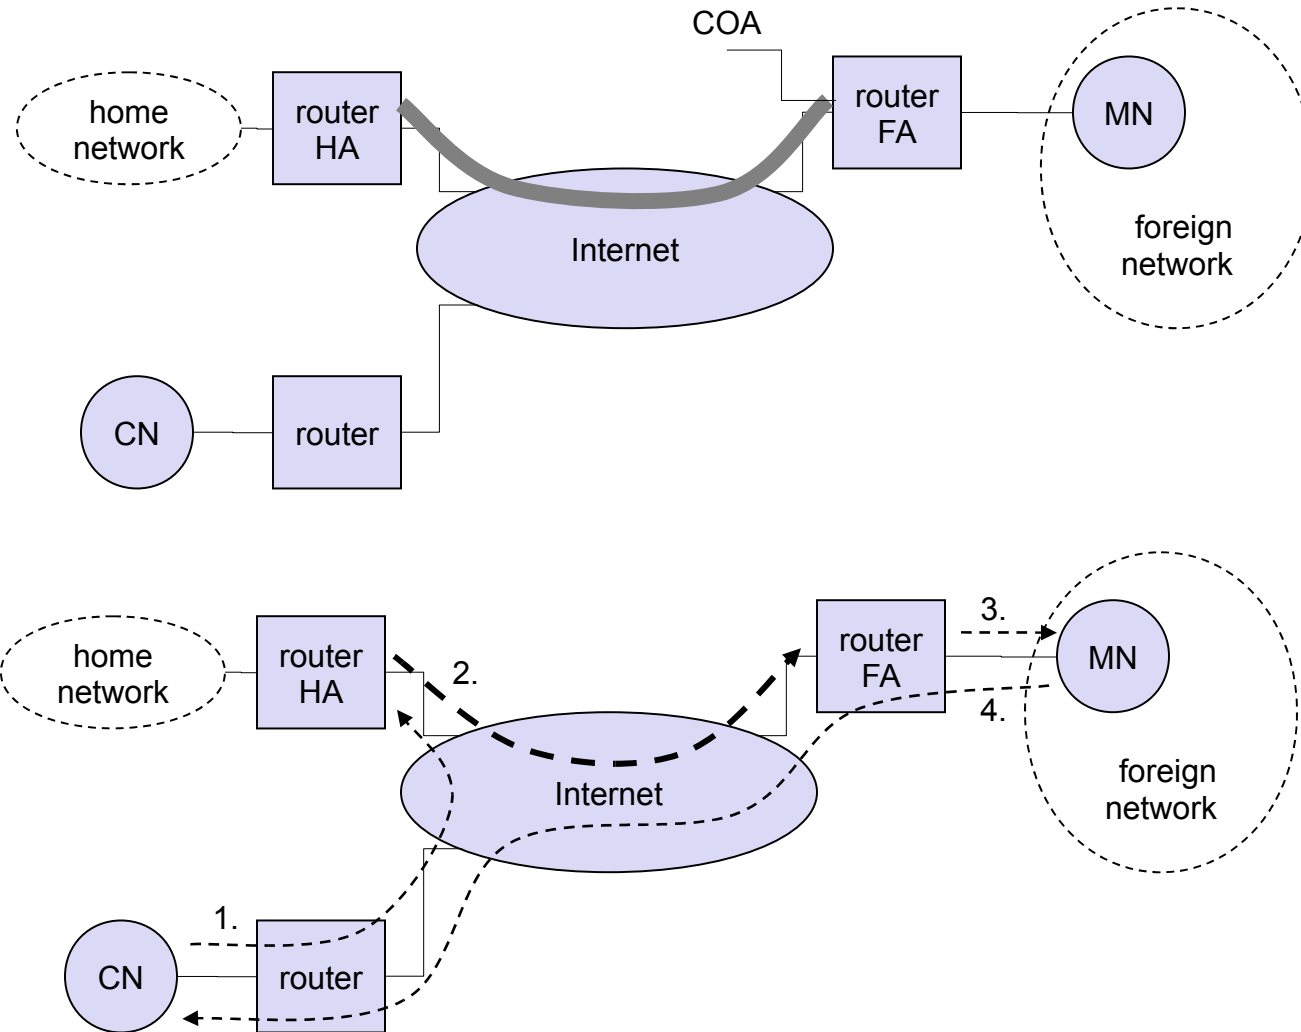 COA
home
network
router
HA
router
FA
MN
Internet
foreign
network
CN
router
home
network
router
HA
2.
router
FA
3.
MN
4.
Internet
foreign
network
1.
CN
router